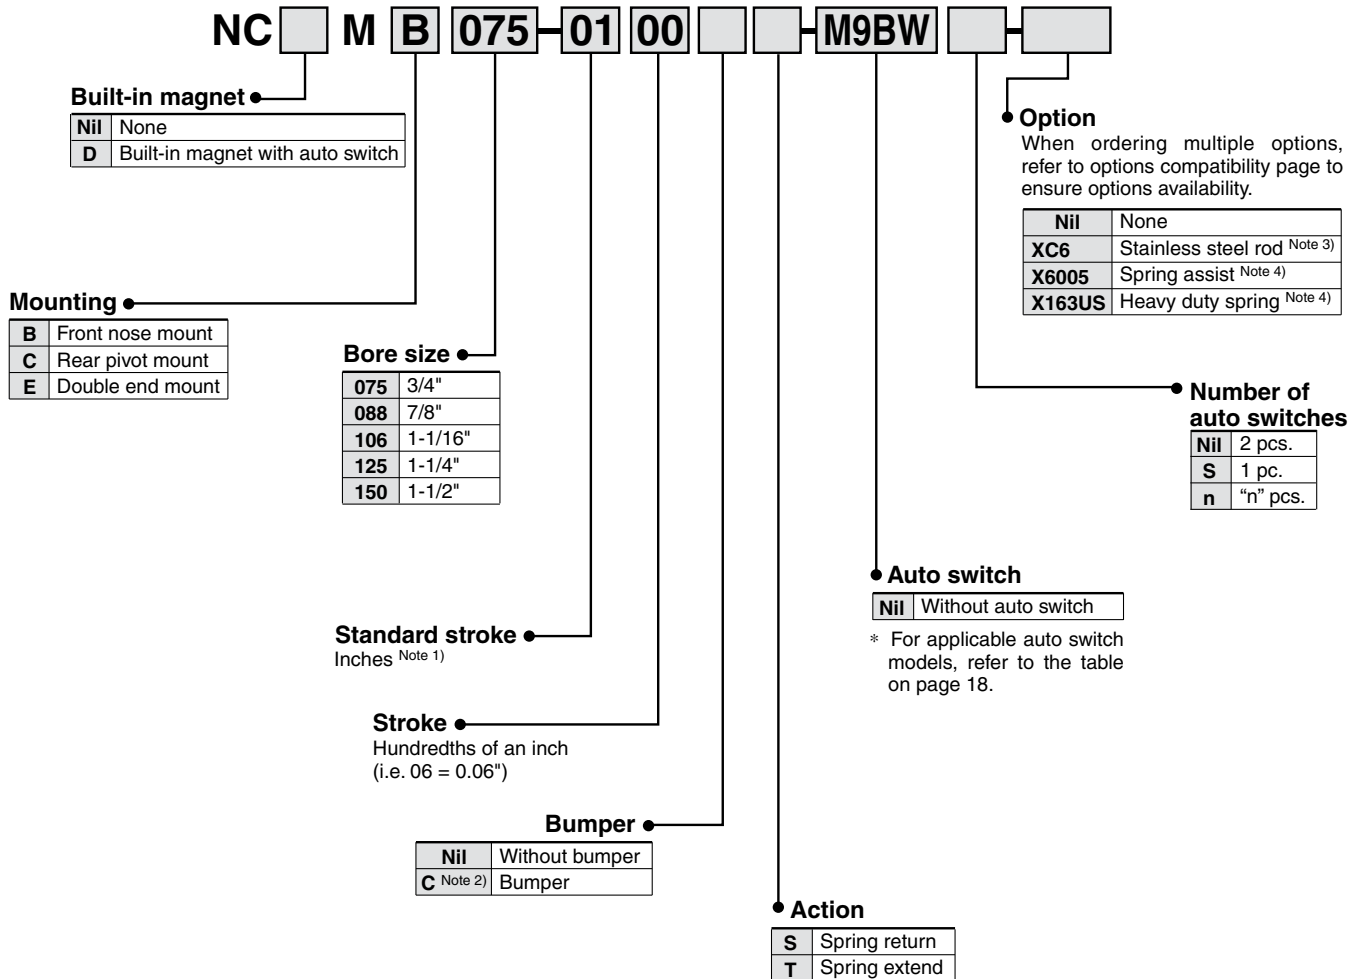 NC M B 075-01 00 -M9BW -
Built-in magnet
Nil None
D Built-in magnet with auto switch
Option
When ordering multiple options,
refer to options compatibility page to
ensure options availability.
Nil None
XC6 Stainless steel rod Note 3)
X6005 Spring assist Note 4)
X163US Heavy duty spring Note 4)
Mounting
B Front nose mount
C Rear pivot mount
E Double end mount
Bore size
075 3/4"
088 7/8"
106 1-1/16"
125 1-1/4"
150 1-1/2"
Number of
auto switches
Nil 2 pcs.
S 1 pc.
n “n” pcs.
Auto switch
Nil Without auto switch
* For applicable auto switch
models, refer to the table
on page 18.
Standard stroke
Inches Note 1)
Stroke
Hundredths of an inch
(i.e. 06 = 0.06")
Bumper
Nil Without bumper
C Note 2) Bumper
Action
S Spring return
T Spring extend